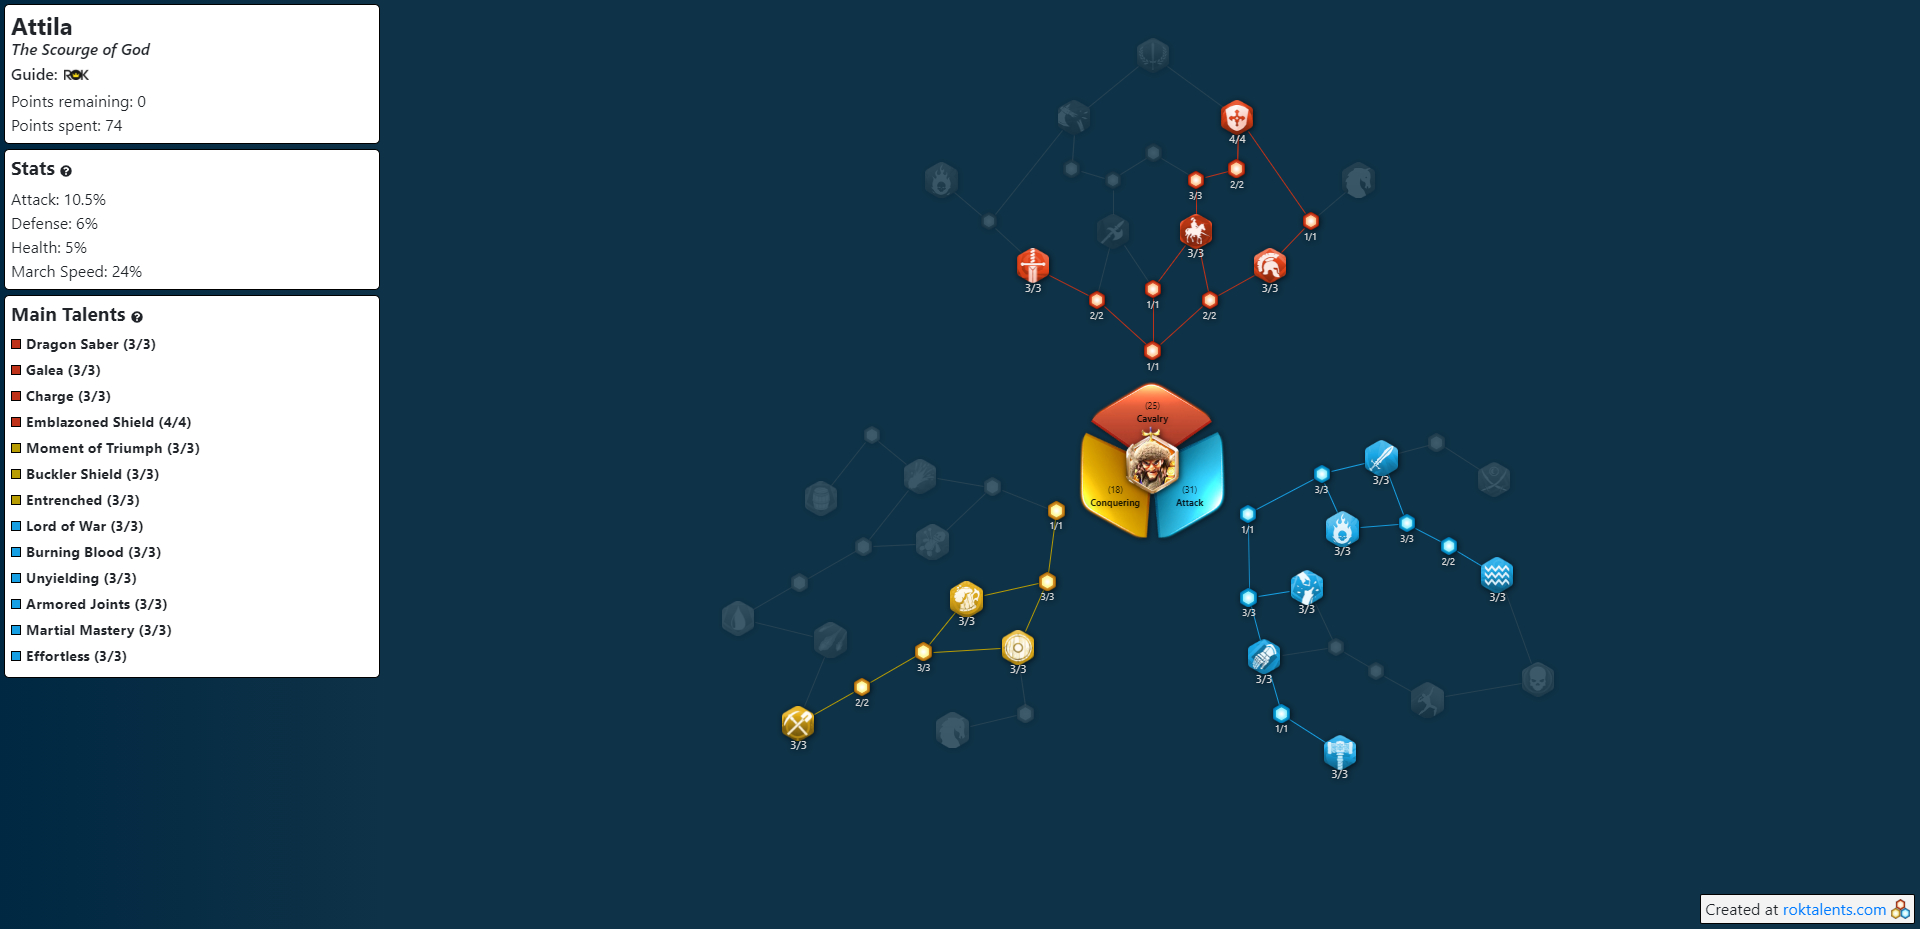 Attila
The Scourge of God
Guide: ROK
Points remaining: 0
Points spent: 74
Stats
Attack: 10.5%
Defense: 6%
Health: 5%
March Speed: 24%
Main Talents
Dragon Saber (3/3)
Galea (3/3)
Charge (3/3)
Emblazoned Shield (4/4)
Moment of Triumph (3/3)
Buckler Shield (3/3)
Entrenched (3/3)
Lord of War (3/3)
Burning Blood (3/3)
Unyielding (3/3)
Armored Joints (3/3)
Martial Mastery (3/3)
Effortless (3/3)
4/4
2/2
3/3
1/1
3/3
3/3
3/3
1/1
2/2
2/2
1/1
(25)
Cavalry
(18)
Conquering
(31)
Attack
1/1
3/3
3/3
3/3
3/3
2/2
3/3
3/3
3/3
1/1
3/3
3/3
2/2
3/3
3/3
3/3
3/3
1/1
3/3
Created at roktalents.com